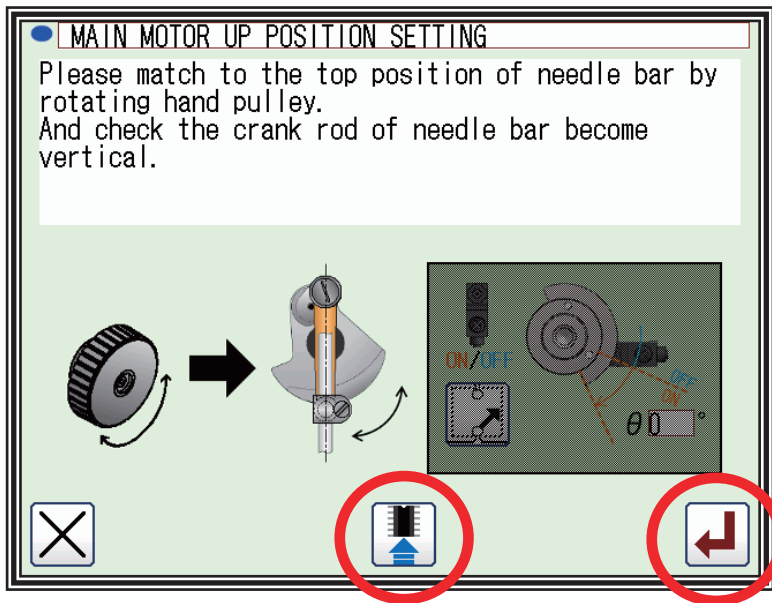 MAIN MOTOR UP POSITION SETTING
Please match to the top position of needle bar by
rotating hand pulley.
And check the crank rod of needle bar become
vertical.
ON/OFF
OFF
ON
θ 0 °